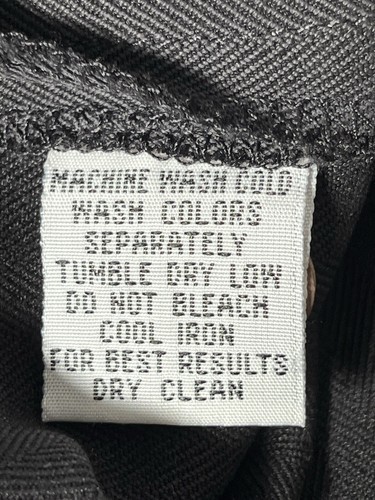 MACHINE WASH COLD
WASH COLORS
SEPARATELY
TUMBLE DRY LOW
DO NOT BLEACH
COOL IRON
FOR BEST RESULTS
DRY CLEAN